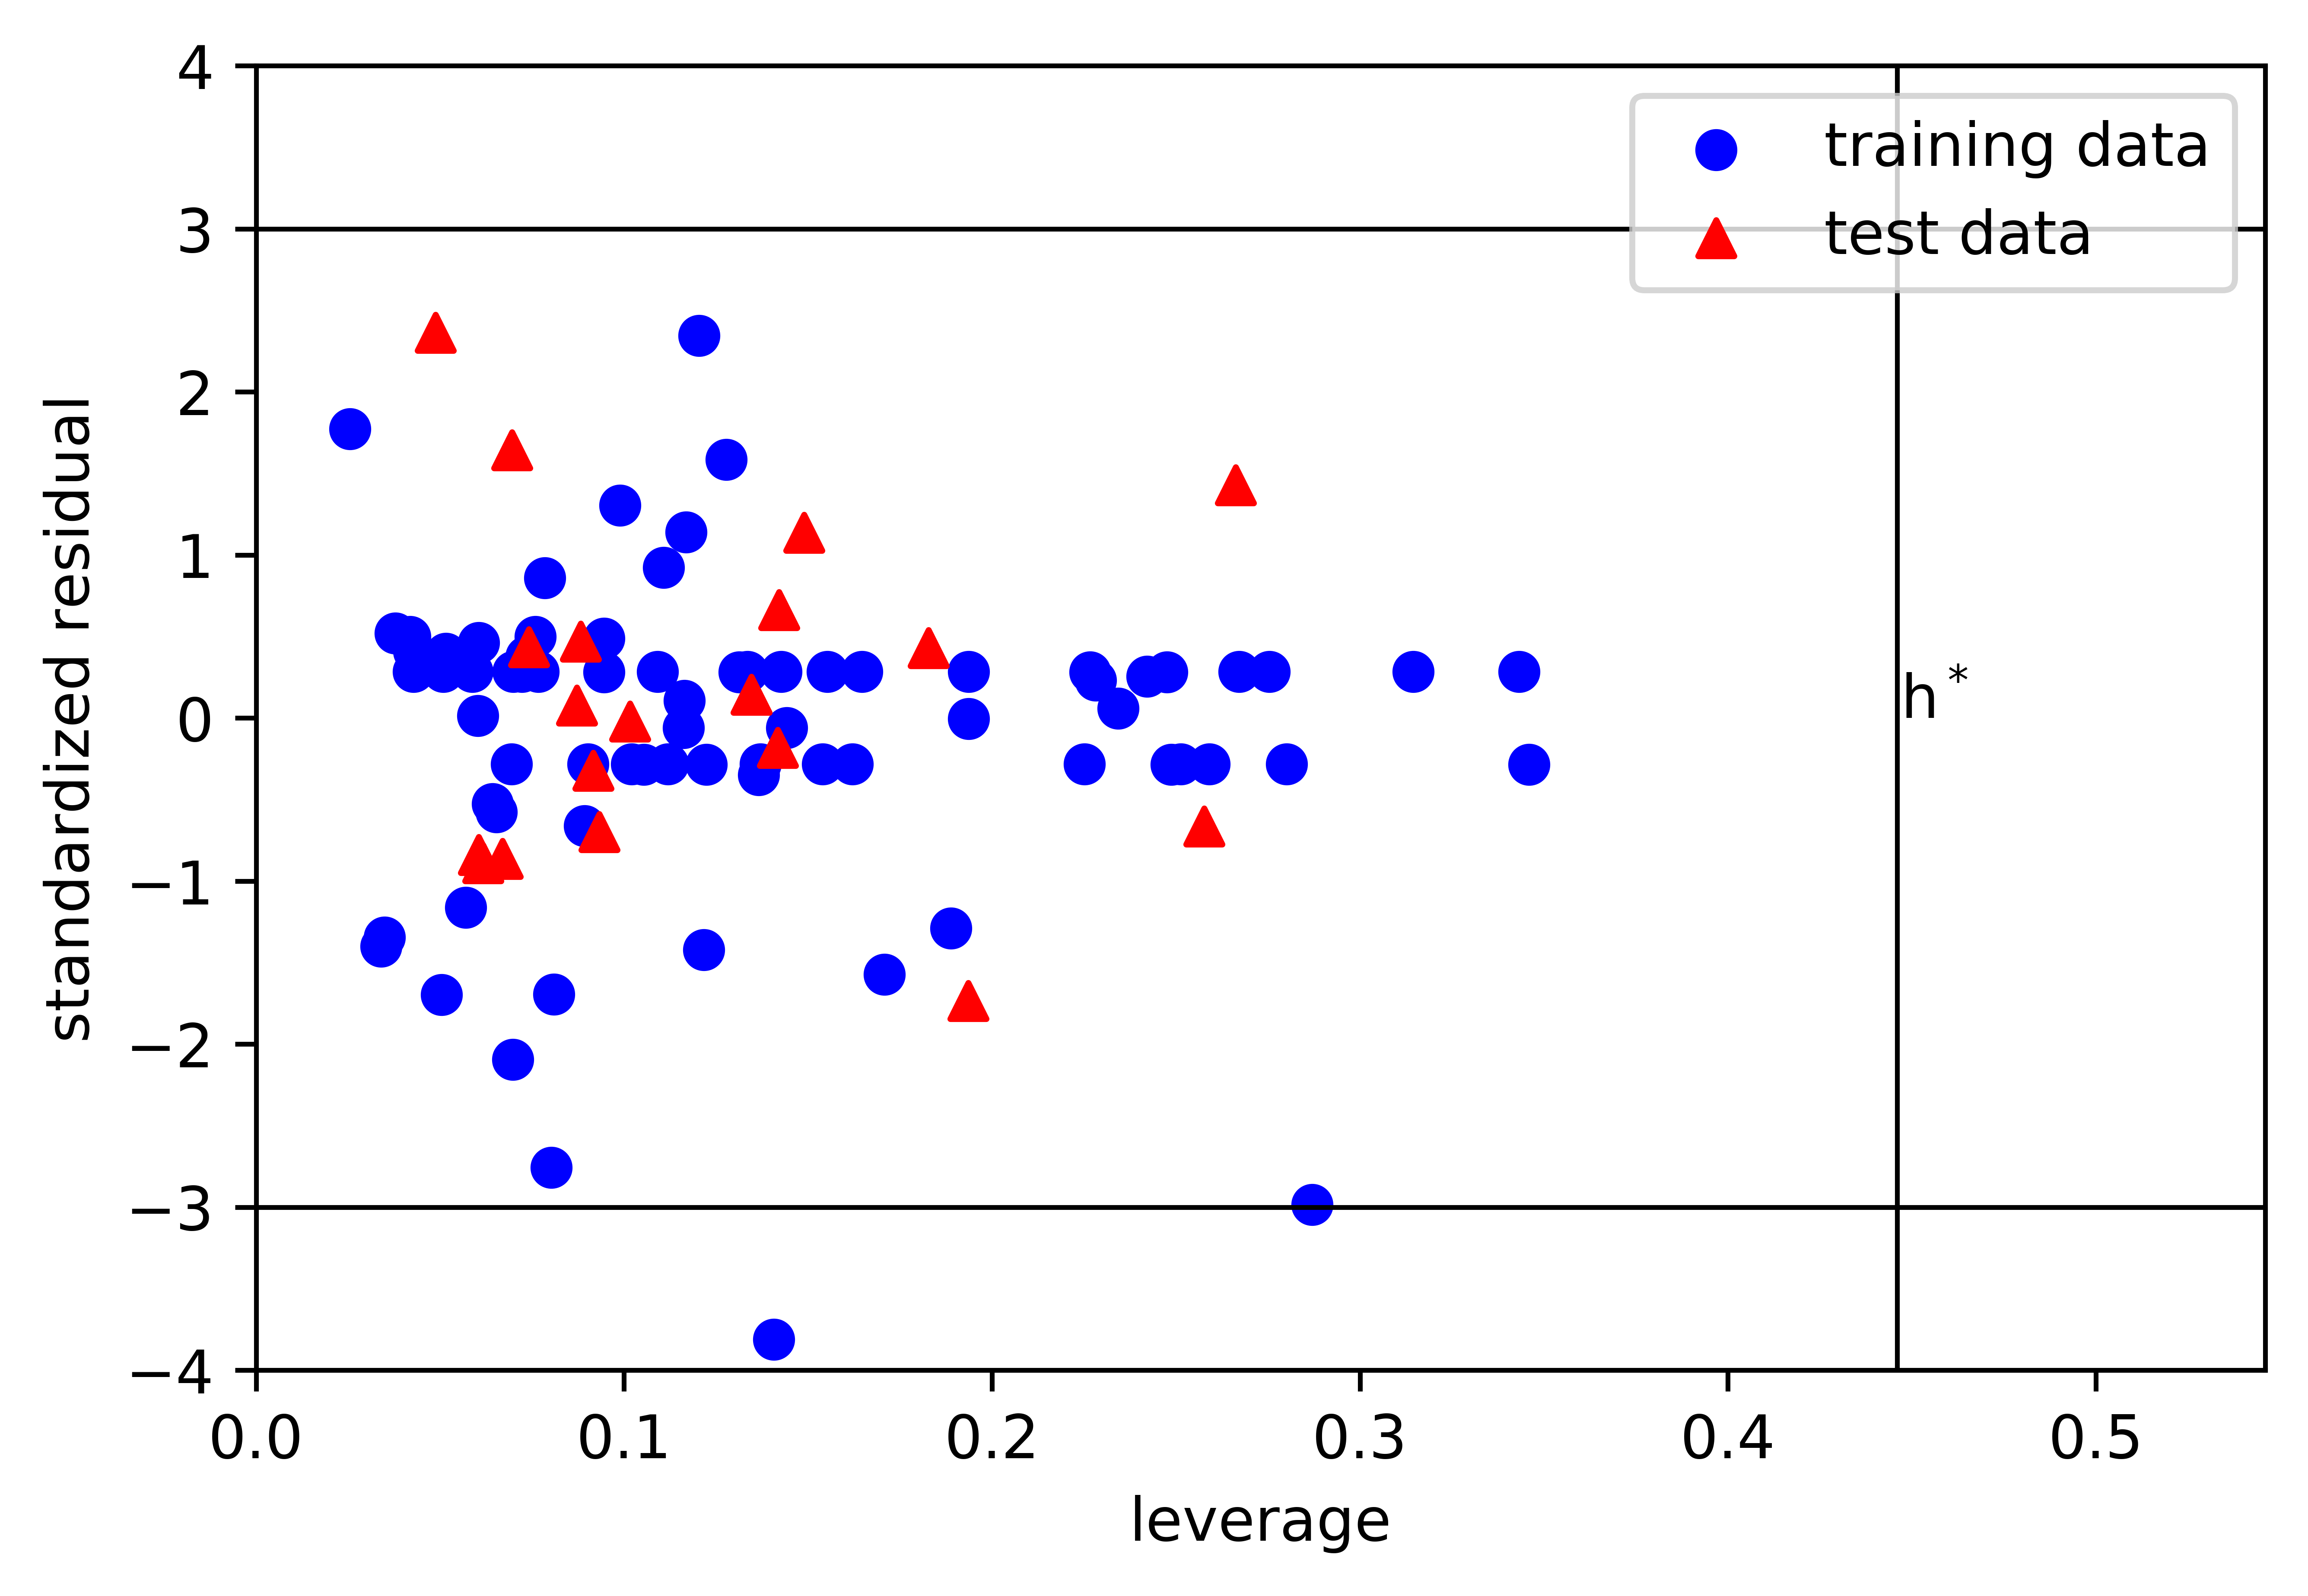 4
3
2
1
0
−1
−2
−3
−4
0.0 0.1 0.2 0.3 0.4 0.5
leverage
standardized residual
training data
test data
h*